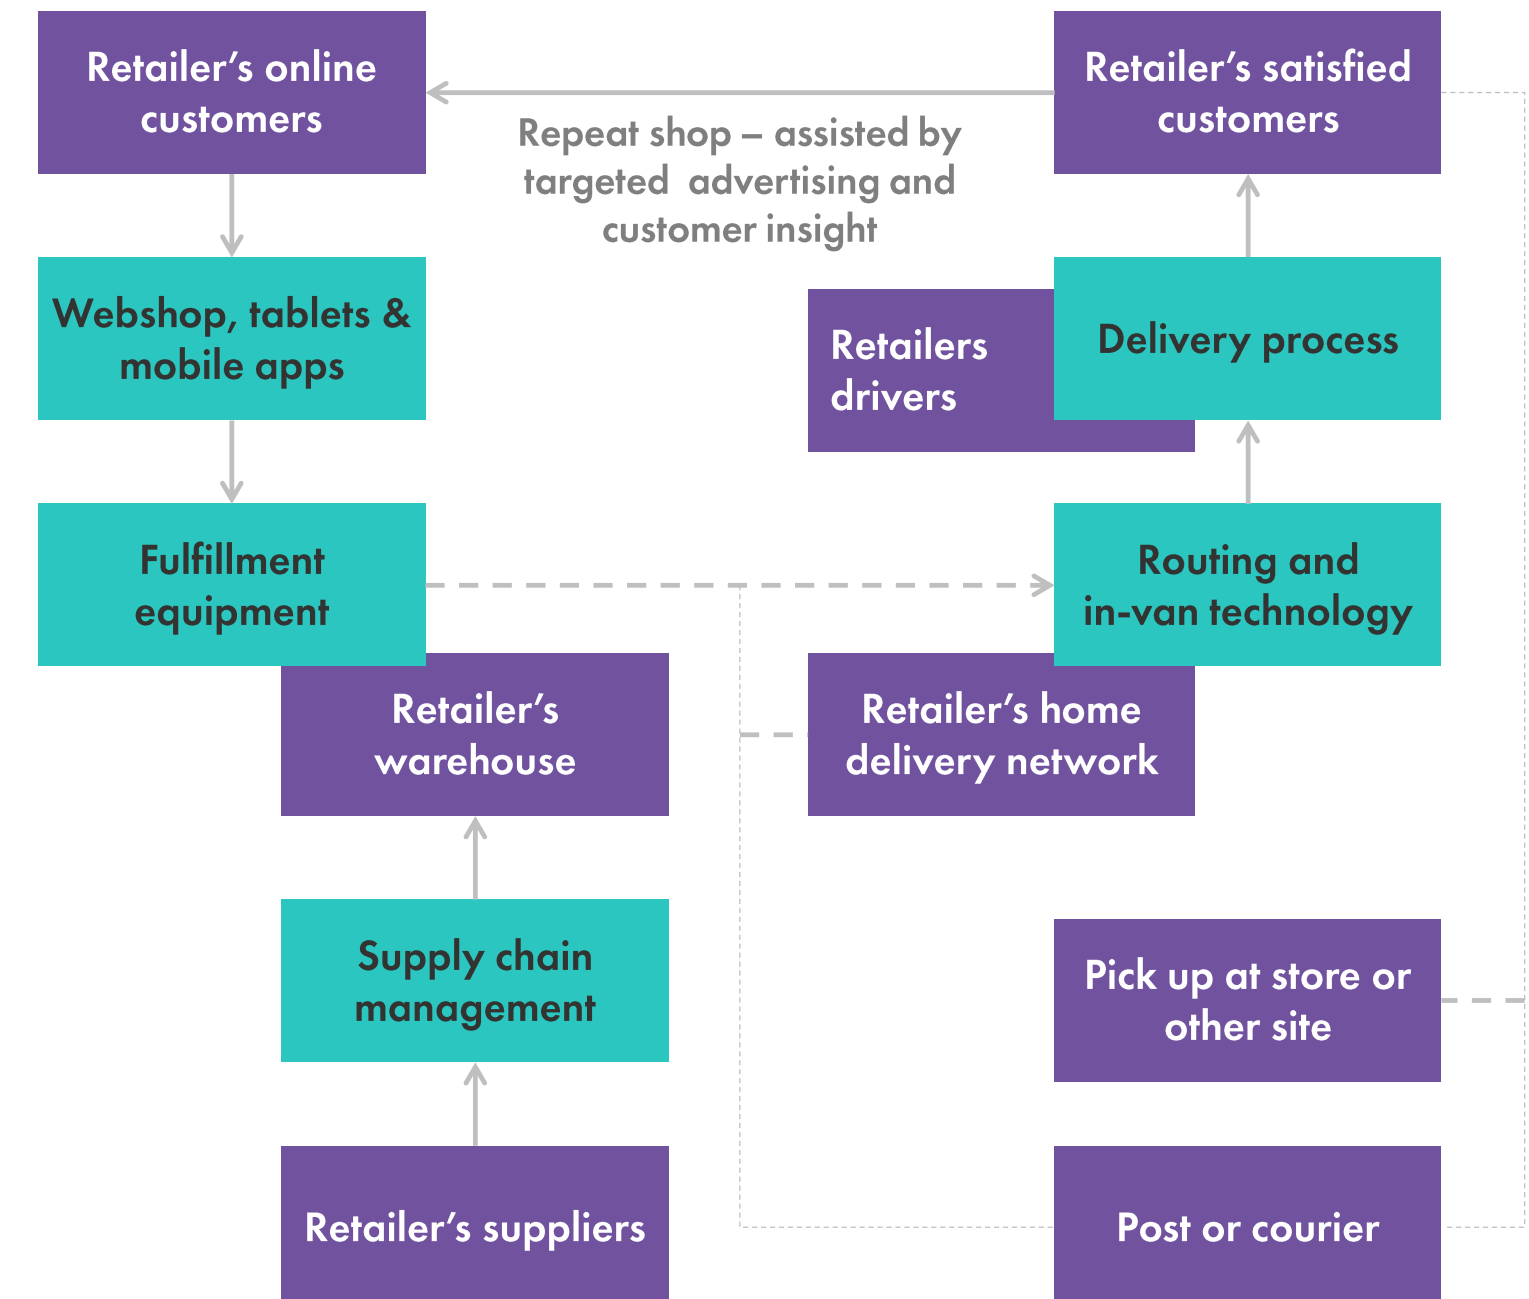 Retailer’s online
customers
Retailer’s satisfied
customers
Repeat shop – assisted by
targeted advertising and
customer insight
Webshop, tablets &
mobile apps
Retailers
drivers
Delivery process
Fulfillment
equipment
Routing and
in-van technology
Retailer’s
warehouse
Retailer’s home
delivery network
Supply chain
management
Pick up at store or
other site
Retailer’s suppliers
Post or courier